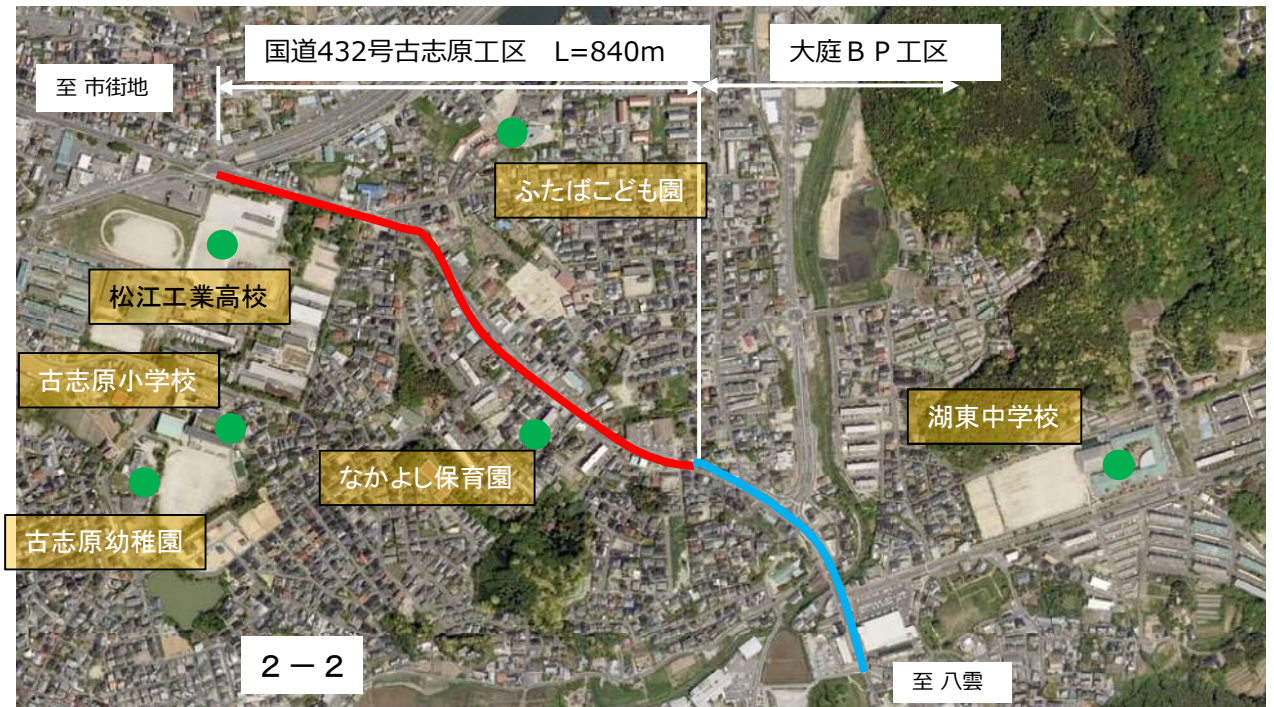 国道432号古志原工区　L=840m
大庭ＢＰ工区
至 市街地
ふたばこども園
松江工業高校
古志原小学校
湖東中学校
なかよし保育園
古志原幼稚園
２－２
至 八雲